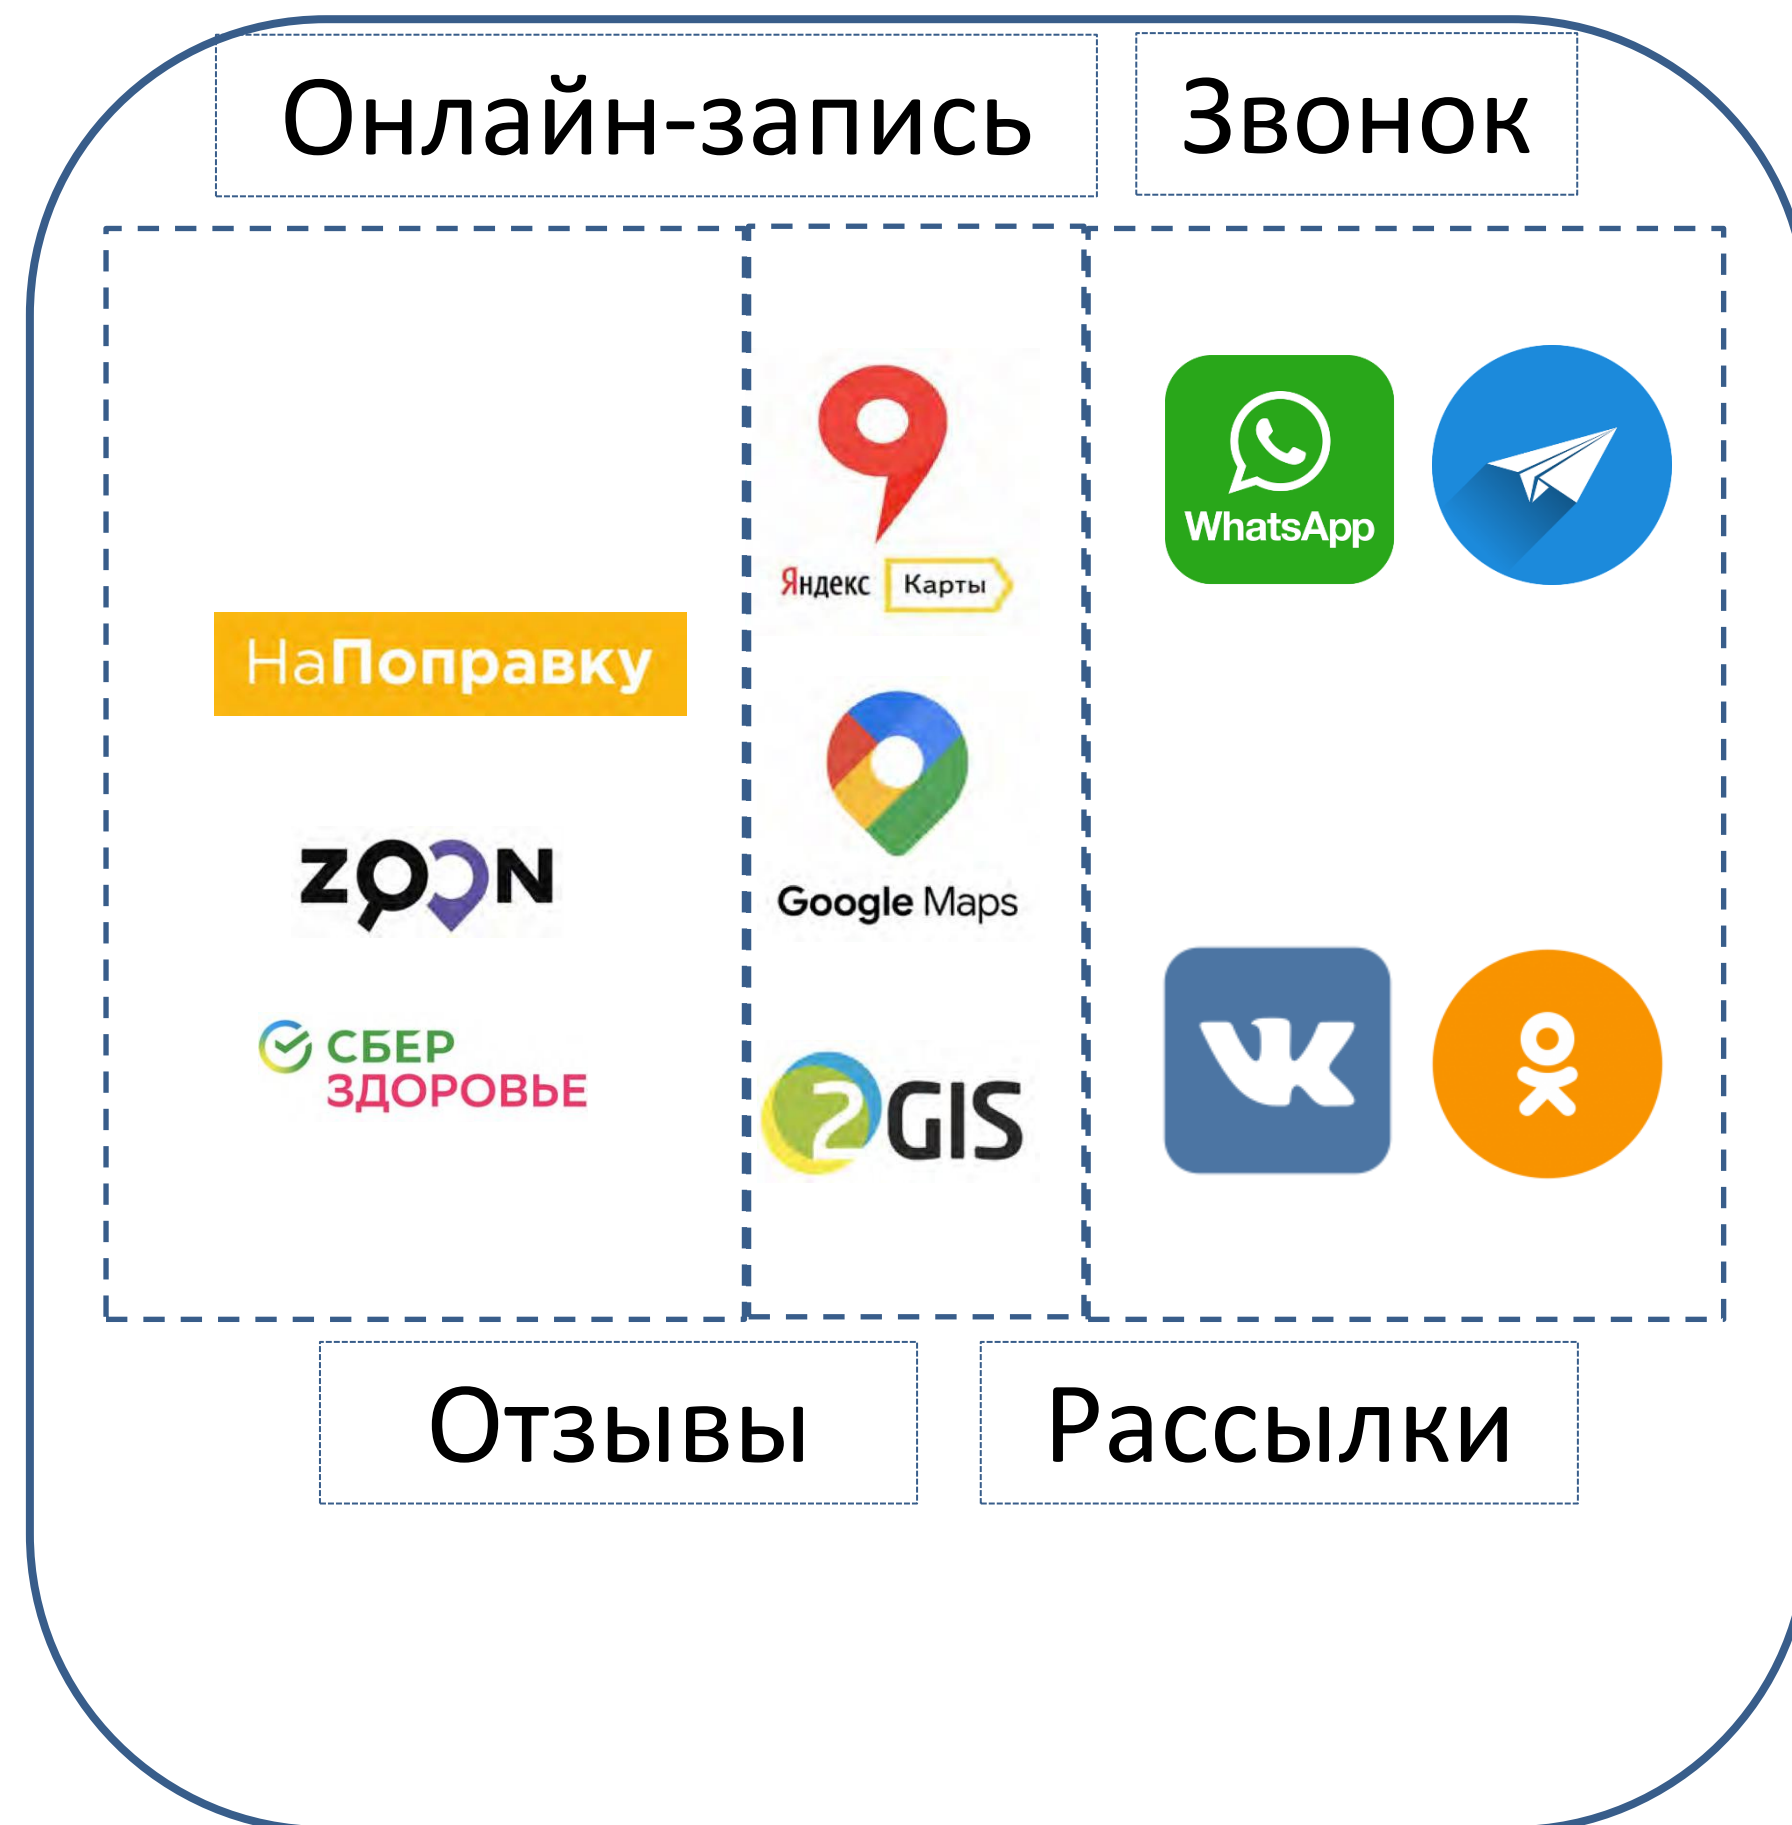 Онлайн-запись
Звонок
НаПоправку
ZOON
СБЕР
ЗДОРОВЬЕ
Яндекс Карты
Google Maps
2GIS
WhatsApp
Отзывы
Рассылки